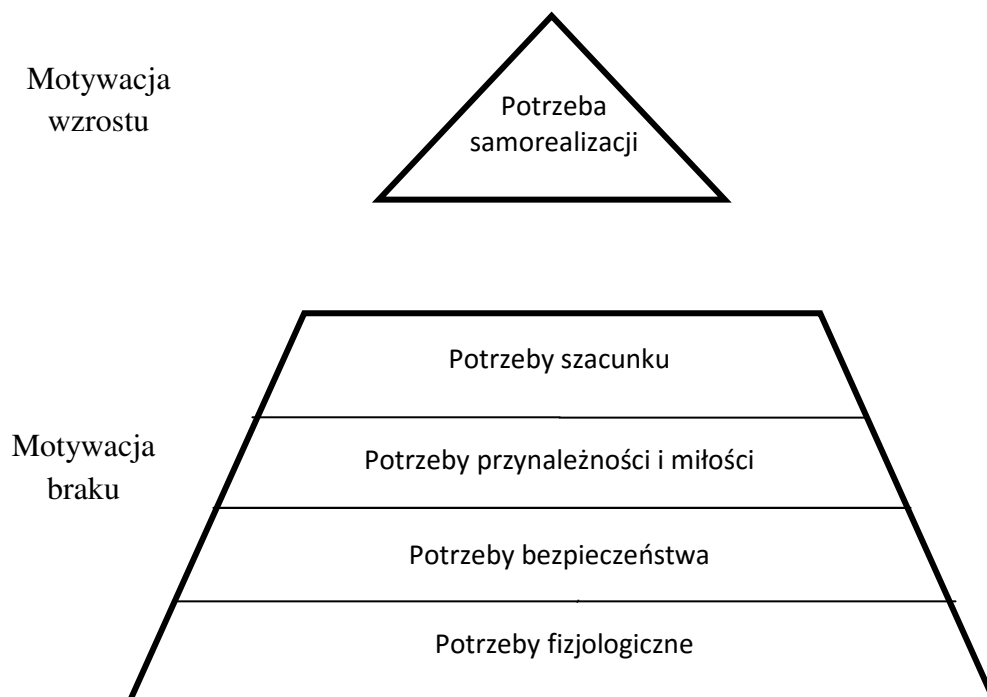 Motywacja
wzrostu
Potrzeba
samorealizacji
Potrzeby szacunku
Motywacja
braku
Potrzeby przynależności i miłości
Potrzeby bezpieczeństwa
Potrzeby fizjologiczne